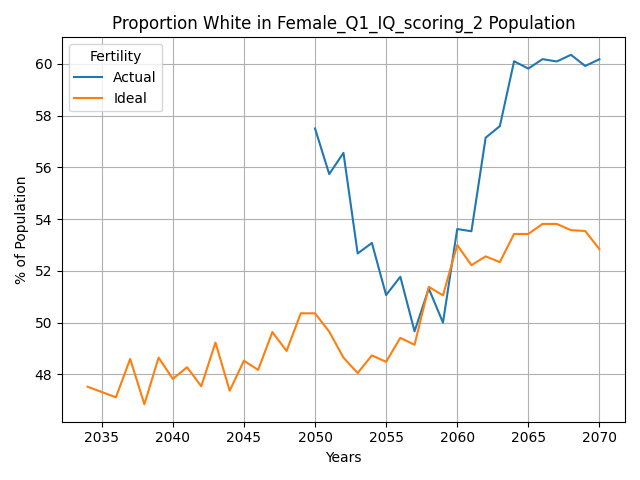 Proportion White in Female_Q1_IQ_scoring_2 Population
Fertility
Actual
Ideal
% of Population
60
58
56
54
52
50
48
2035 2040 2045 2050 2055 2060 2065 2070
Years